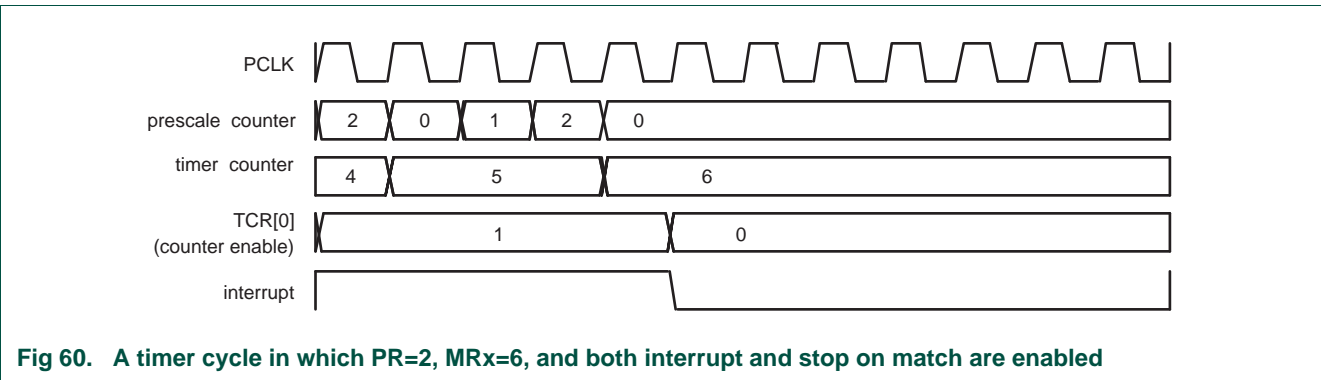 PCLK
prescale counter 2 0 1 2 0
timer counter 4 5 6
TCR[0]
(counter enable) 1 0
interrupt
Fig 60. A timer cycle in which PR=2, MRx=6, and both interrupt and stop on match are enabled